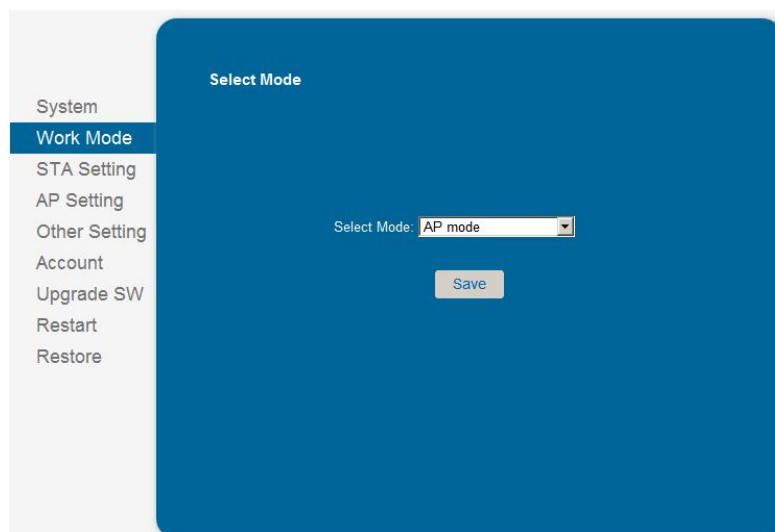 System
Work Mode
STA Setting
AP Setting
Other Setting
Account
Upgrade SW
Restart
Restore
Select Mode
Select Mode: AP mode
Save